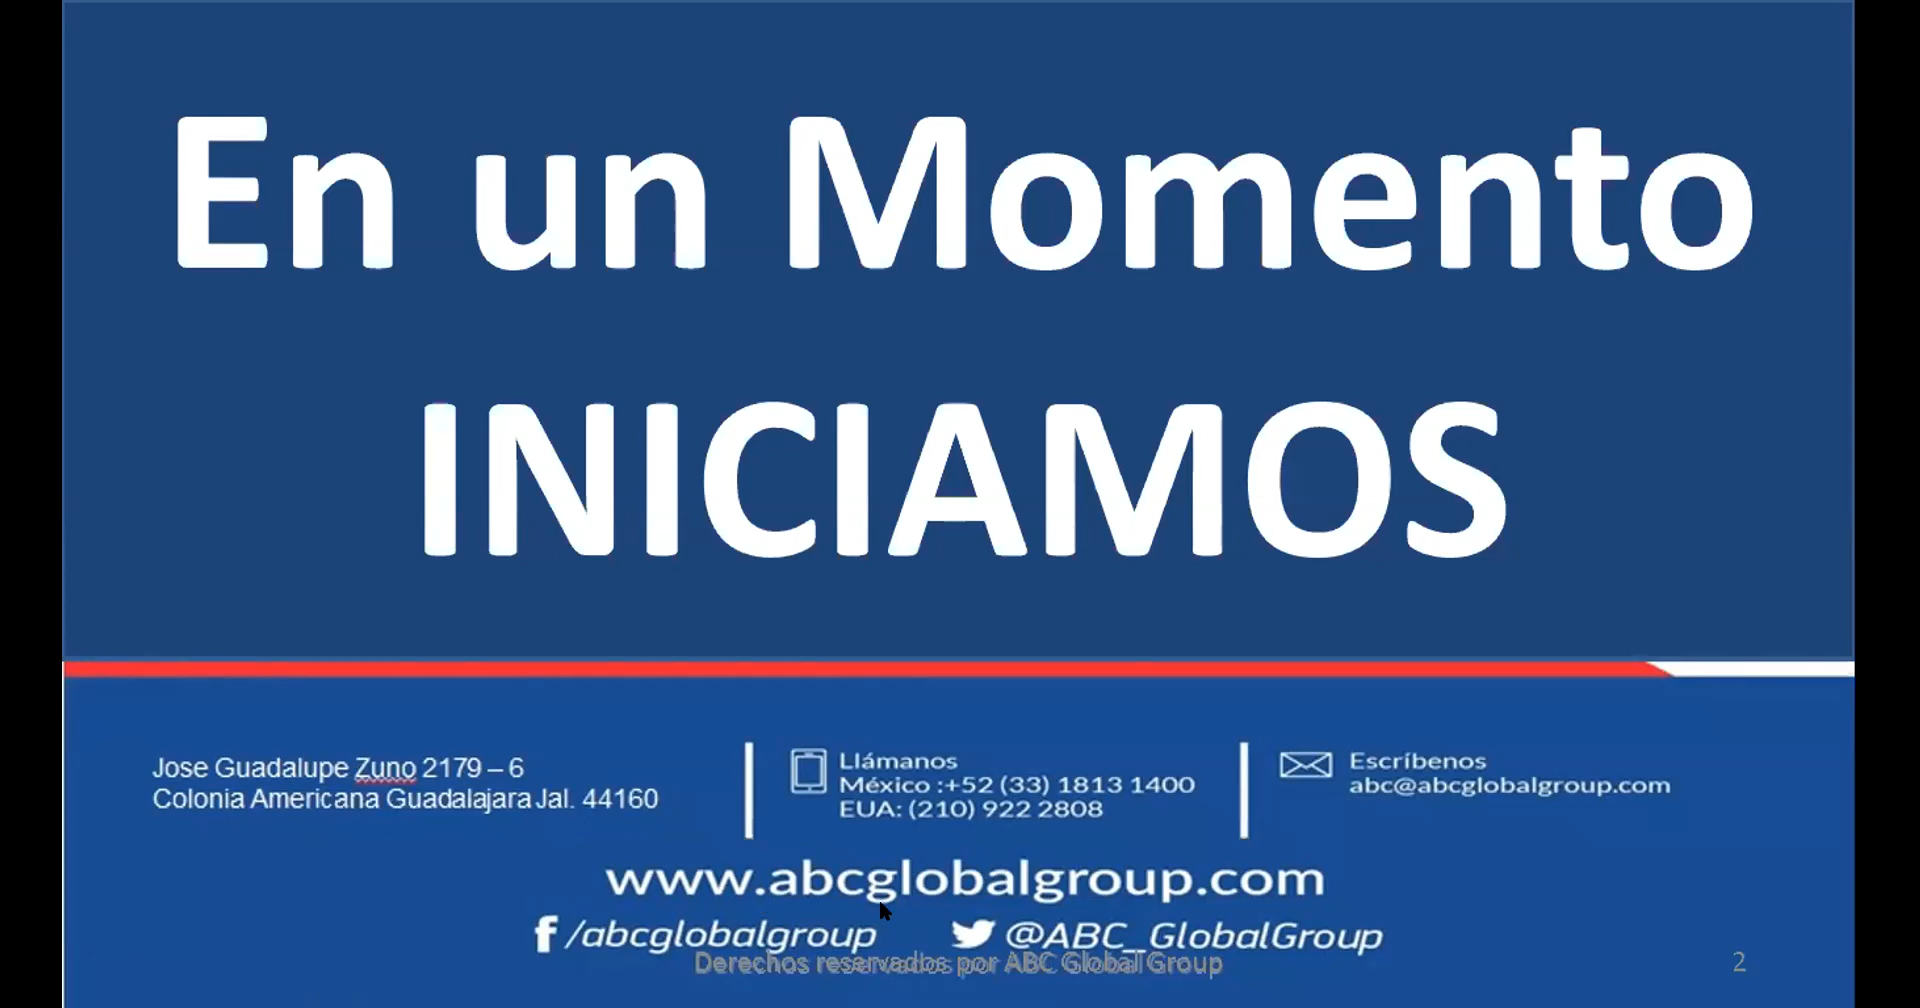 En un Momento
INICIAMOS
Jose Guadalupe Zuno 2179 – 6
Colonia Americana Guadalajara Jal. 44160
Llámanos
México :+52 (33) 1813 1400
EUA: (210) 922 2808
Escríbenos
abc@abcglobalgroup.com
www.abcglobalgroup.com
/abcglobalgroup
@ABC_GlobalGroup
Derechos reservados por ABC Global Group
2